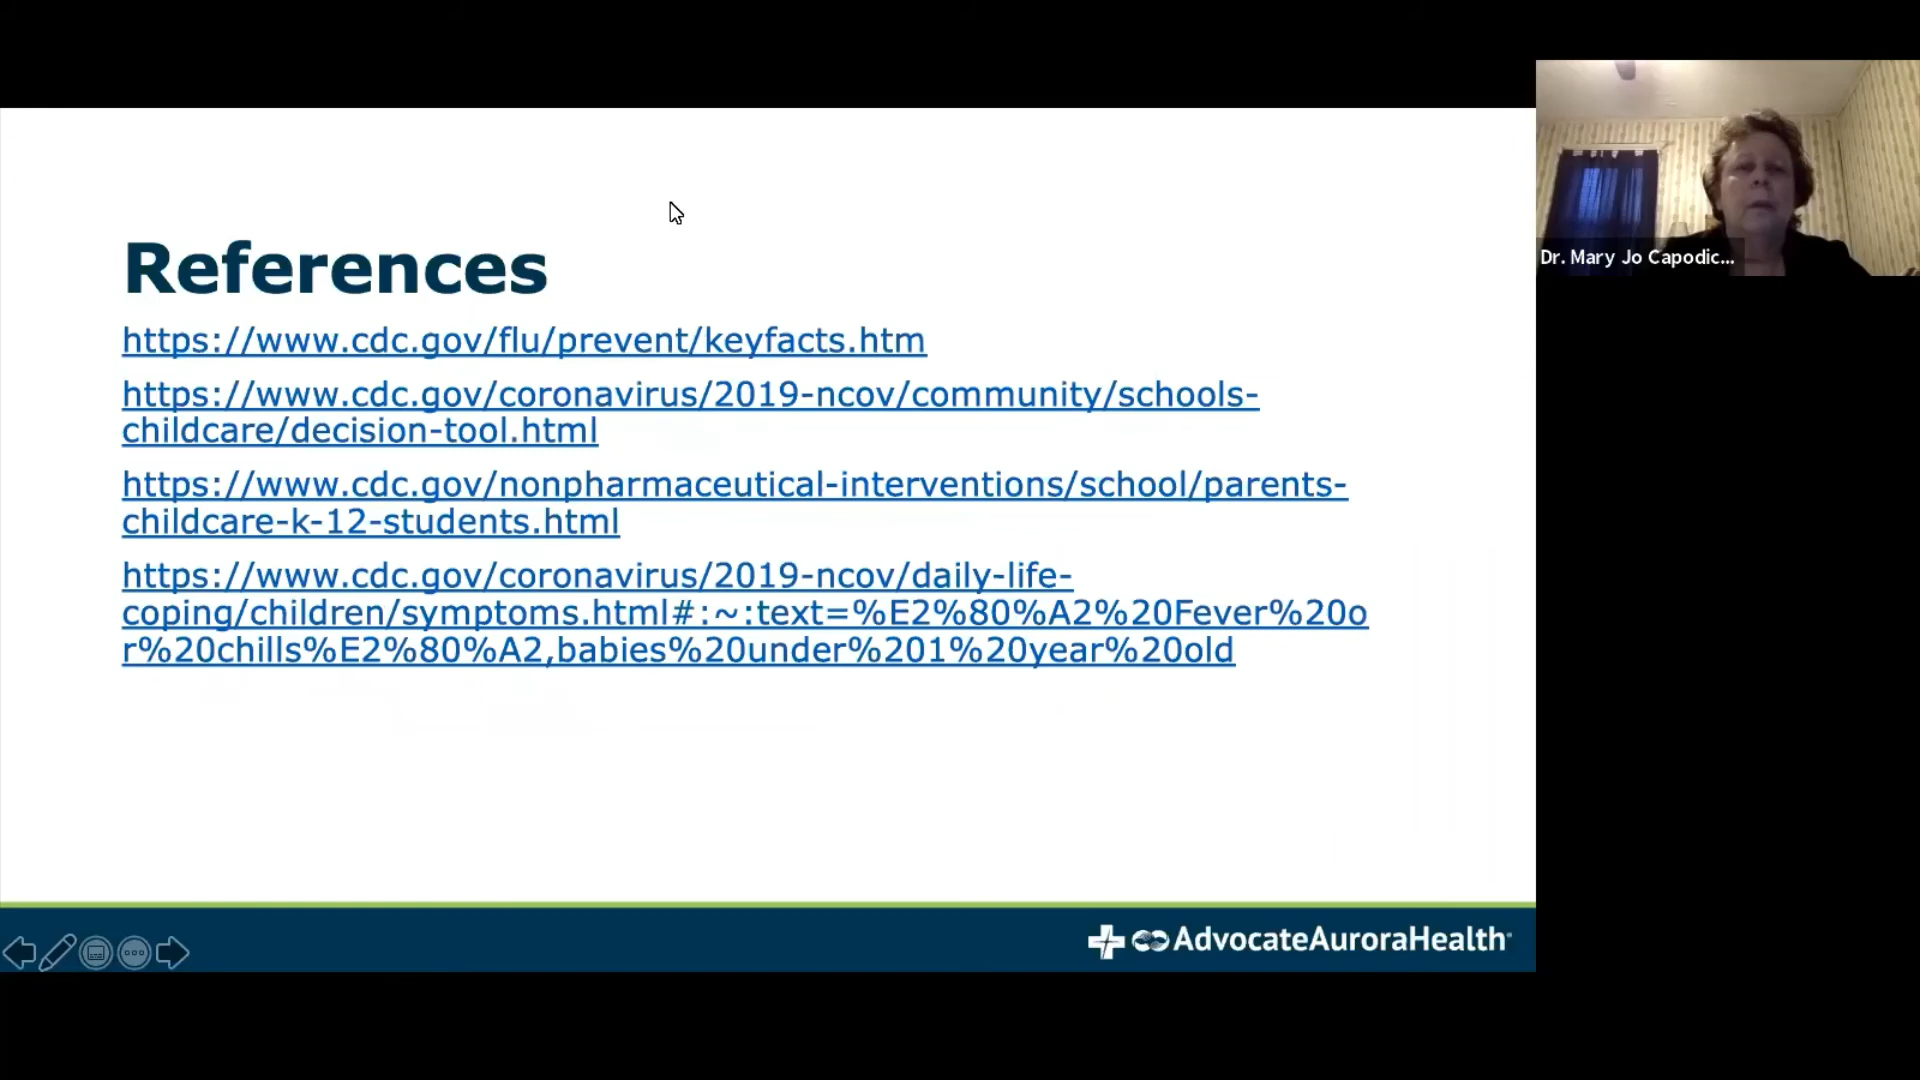 References
https://www.cdc.gov/flu/prevent/keyfacts.htm
https://www.cdc.gov/coronavirus/2019-ncov/community/schools-
childcare/decision-tool.html
https://www.cdc.gov/nonpharmaceutical-interventions/school/parents-
childcare-k-12-students.html
https://www.cdc.gov/coronavirus/2019-ncov/daily-life-
coping/children/symptoms.html#:~:text=%E2%80%A2%20Fever%20o
r%20chills%E2%80%A2,babies%20under%201%20year%20old
AdvocateAuroraHealth
Dr. Mary Jo Capodic...